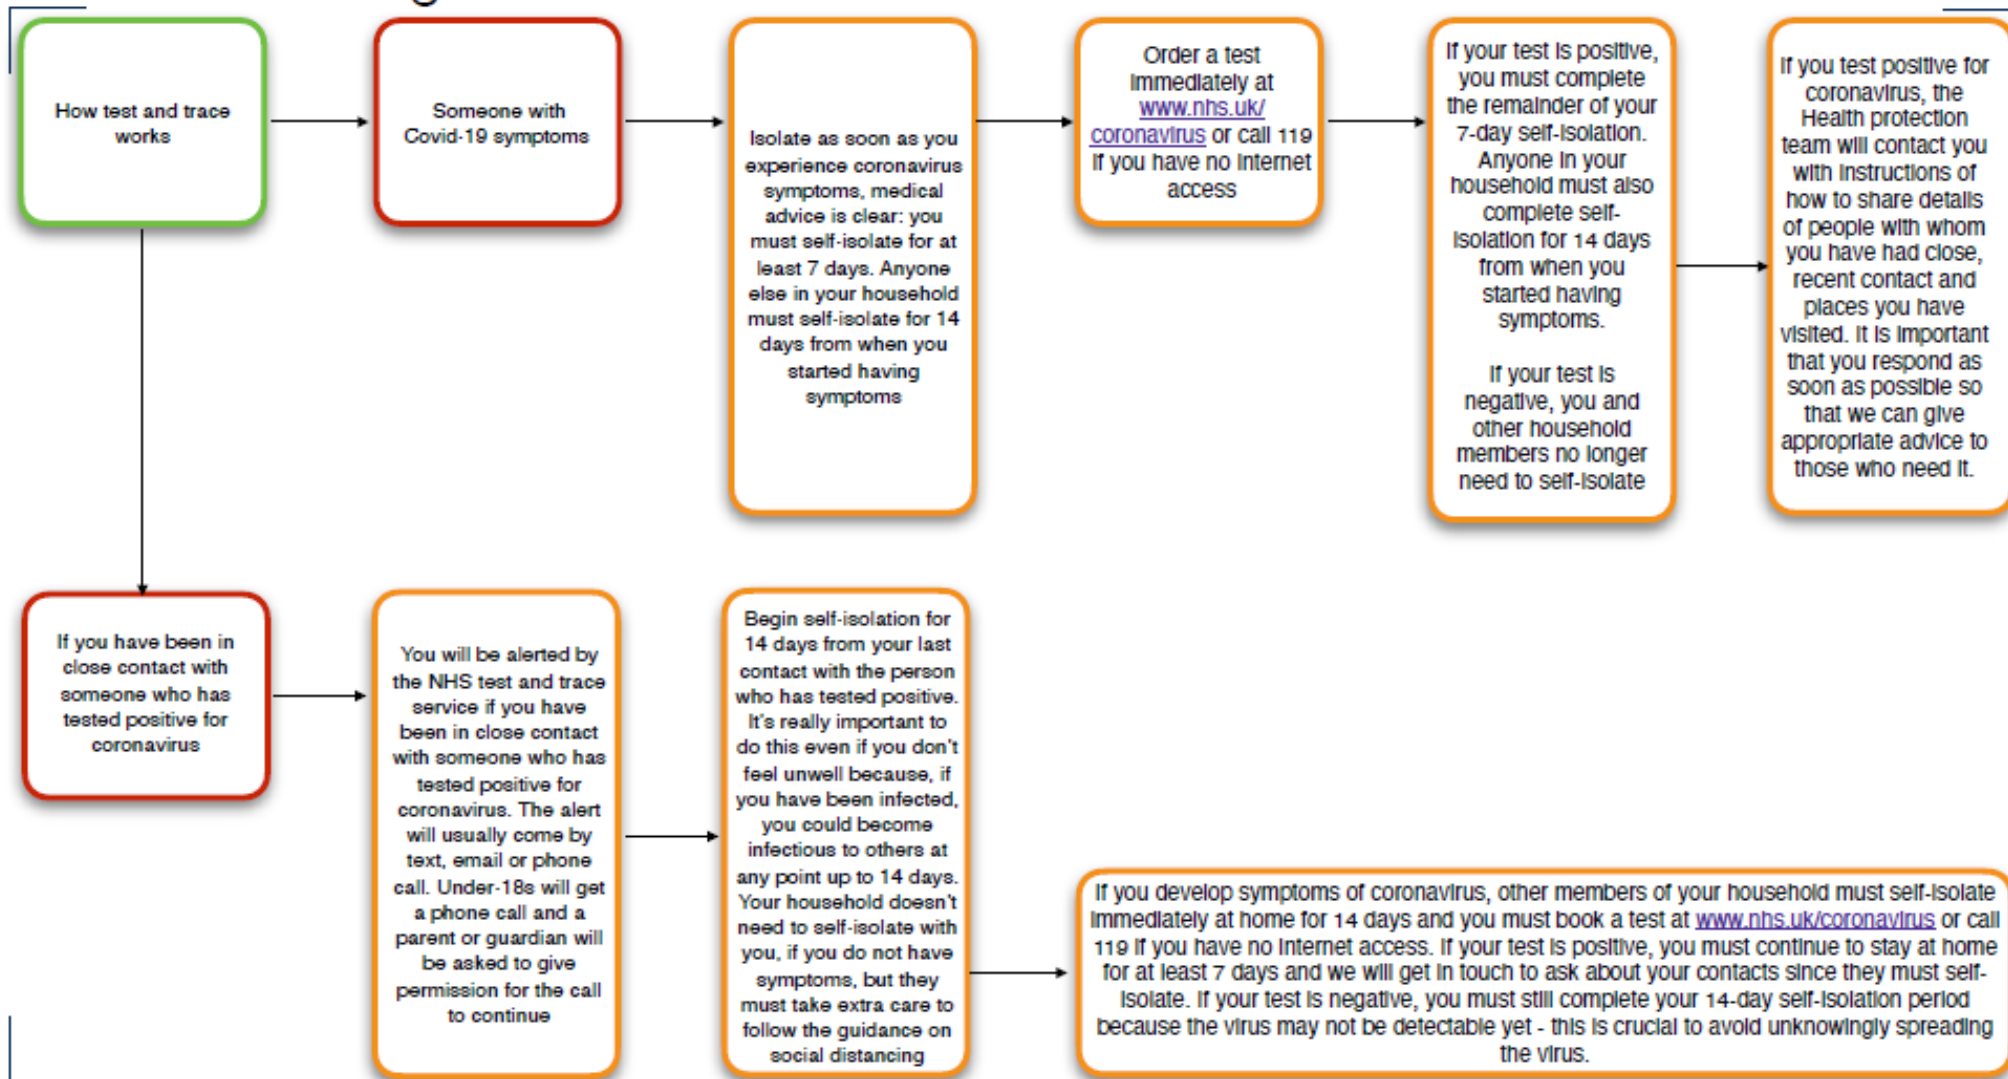 How test and trace
works
Someone with
Covid-19 symptoms
Isolate as soon as you
experience coronavirus
symptoms, medical
advice is clear: you
must self-isolate for at
least 7 days. Anyone
else in your household
must self-isolate for 14
days from when you
started having
symptoms
Order a test
immediately at
www.nhs.uk/
coronavirus or call 119
if you have no internet
access
If your test is positive,
you must complete
the remainder of your
7-day self-isolation.
Anyone in your
household must also
complete self-
isolation for 14 days
from when you
started having
symptoms.
If your test is
negative, you and
other household
members no longer
need to self-isolate
If you test positive for
coronavirus, the
Health protection
team will contact you
with instructions of
how to share details
of people with whom
you have had close,
recent contact and
places you have
visited. It is important
that you respond as
soon as possible so
that we can give
appropriate advice to
those who need it.
If you have been in
close contact with
someone who has
tested positive for
coronavirus
You will be alerted by
the NHS test and trace
service if you have
been in close contact
with someone who has
tested positive for
coronavirus. The alert
will usually come by
text, email or phone
call. Under-18s will get
a phone call and a
parent or guardian will
be asked to give
permission for the call
to continue
Begin self-isolation for
14 days from your last
contact with the person
who has tested positive.
It's really important to
do this even if you don't
feel unwell because, if
you have been infected,
you could become
infectious to others at
any point up to 14 days.
Your household doesn't
need to self-isolate with
you, if you do not have
symptoms, but they
must take extra care to
follow the guidance on
social distancing
If you develop symptoms of coronavirus, other members of your household must self-isolate
immediately at home for 14 days and you must book a test at www.nhs.uk/coronavirus or call
119 if you have no internet access. If your test is positive, you must continue to stay at home
for at least 7 days and we will get in touch to ask about your contacts since they must self-
isolate. If your test is negative, you must still complete your 14-day self-isolation period
because the virus may not be detectable yet - this is crucial to avoid unknowingly spreading
the virus.